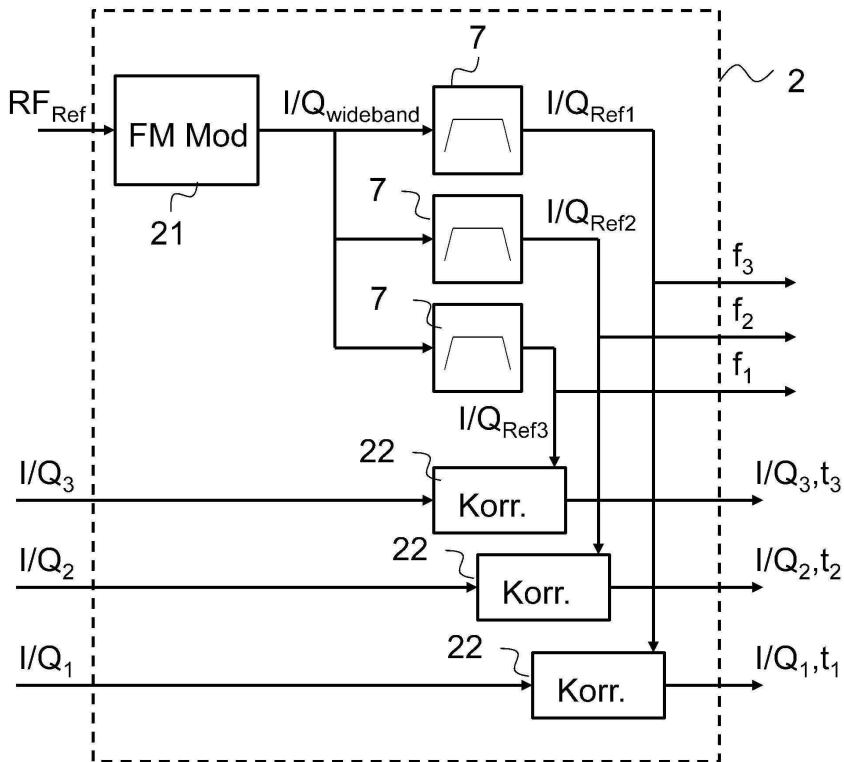 7
2
RF_Ref
FM Mod
I/Q_wideband
I/Q_Ref1
21
7
I/Q_Ref2
f_3
7
f_2
f_1
I/Q_Ref3
I/Q_3
22
Korr.
I/Q_3,t_3
I/Q_2
22
Korr.
I/Q_2,t_2
I/Q_1
22
Korr.
I/Q_1,t_1